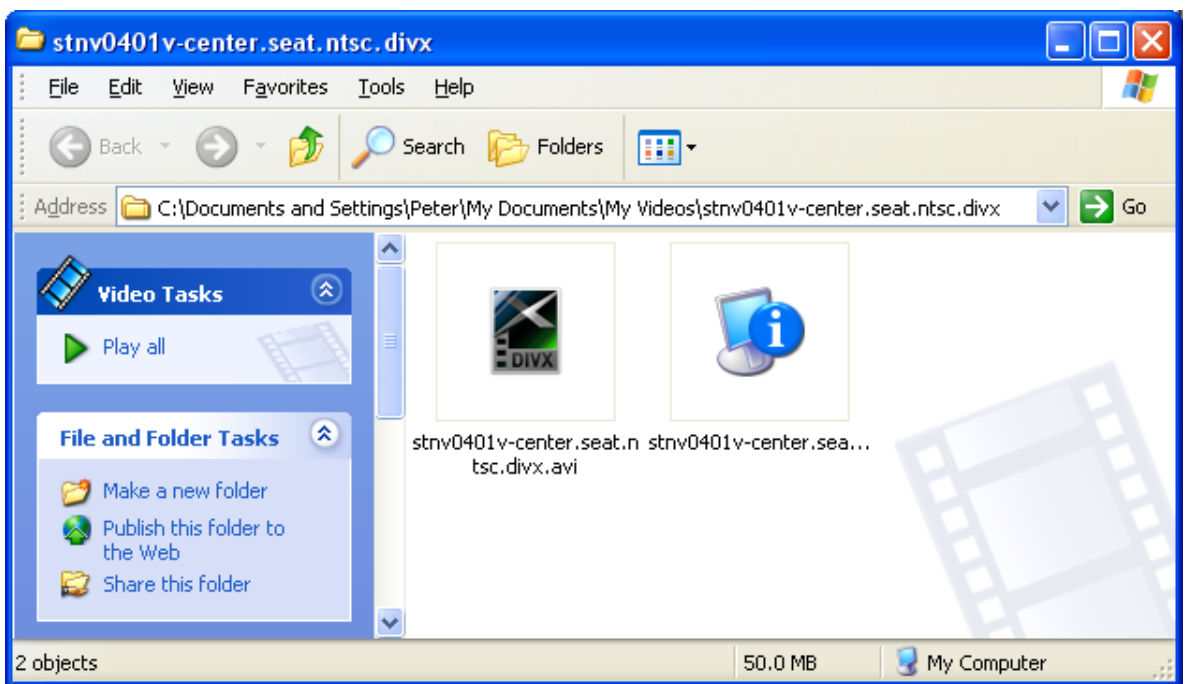 stnv0401v-center.seat.ntsc.divx
File Edit View Favorites Tools Help
Back Search Folders
Address C:\Documents and Settings\Peter\My Documents\My Videos\stnv0401v-center.seat.ntsc.divx Go
Video Tasks
Play all
File and Folder Tasks
Make a new folder
Publish this folder to
the Web
Share this folder
DIVX
stnv0401v-center.seat.n
tsc.divx.avi
stnv0401v-center.sea...
2 objects 50.0 MB My Computer